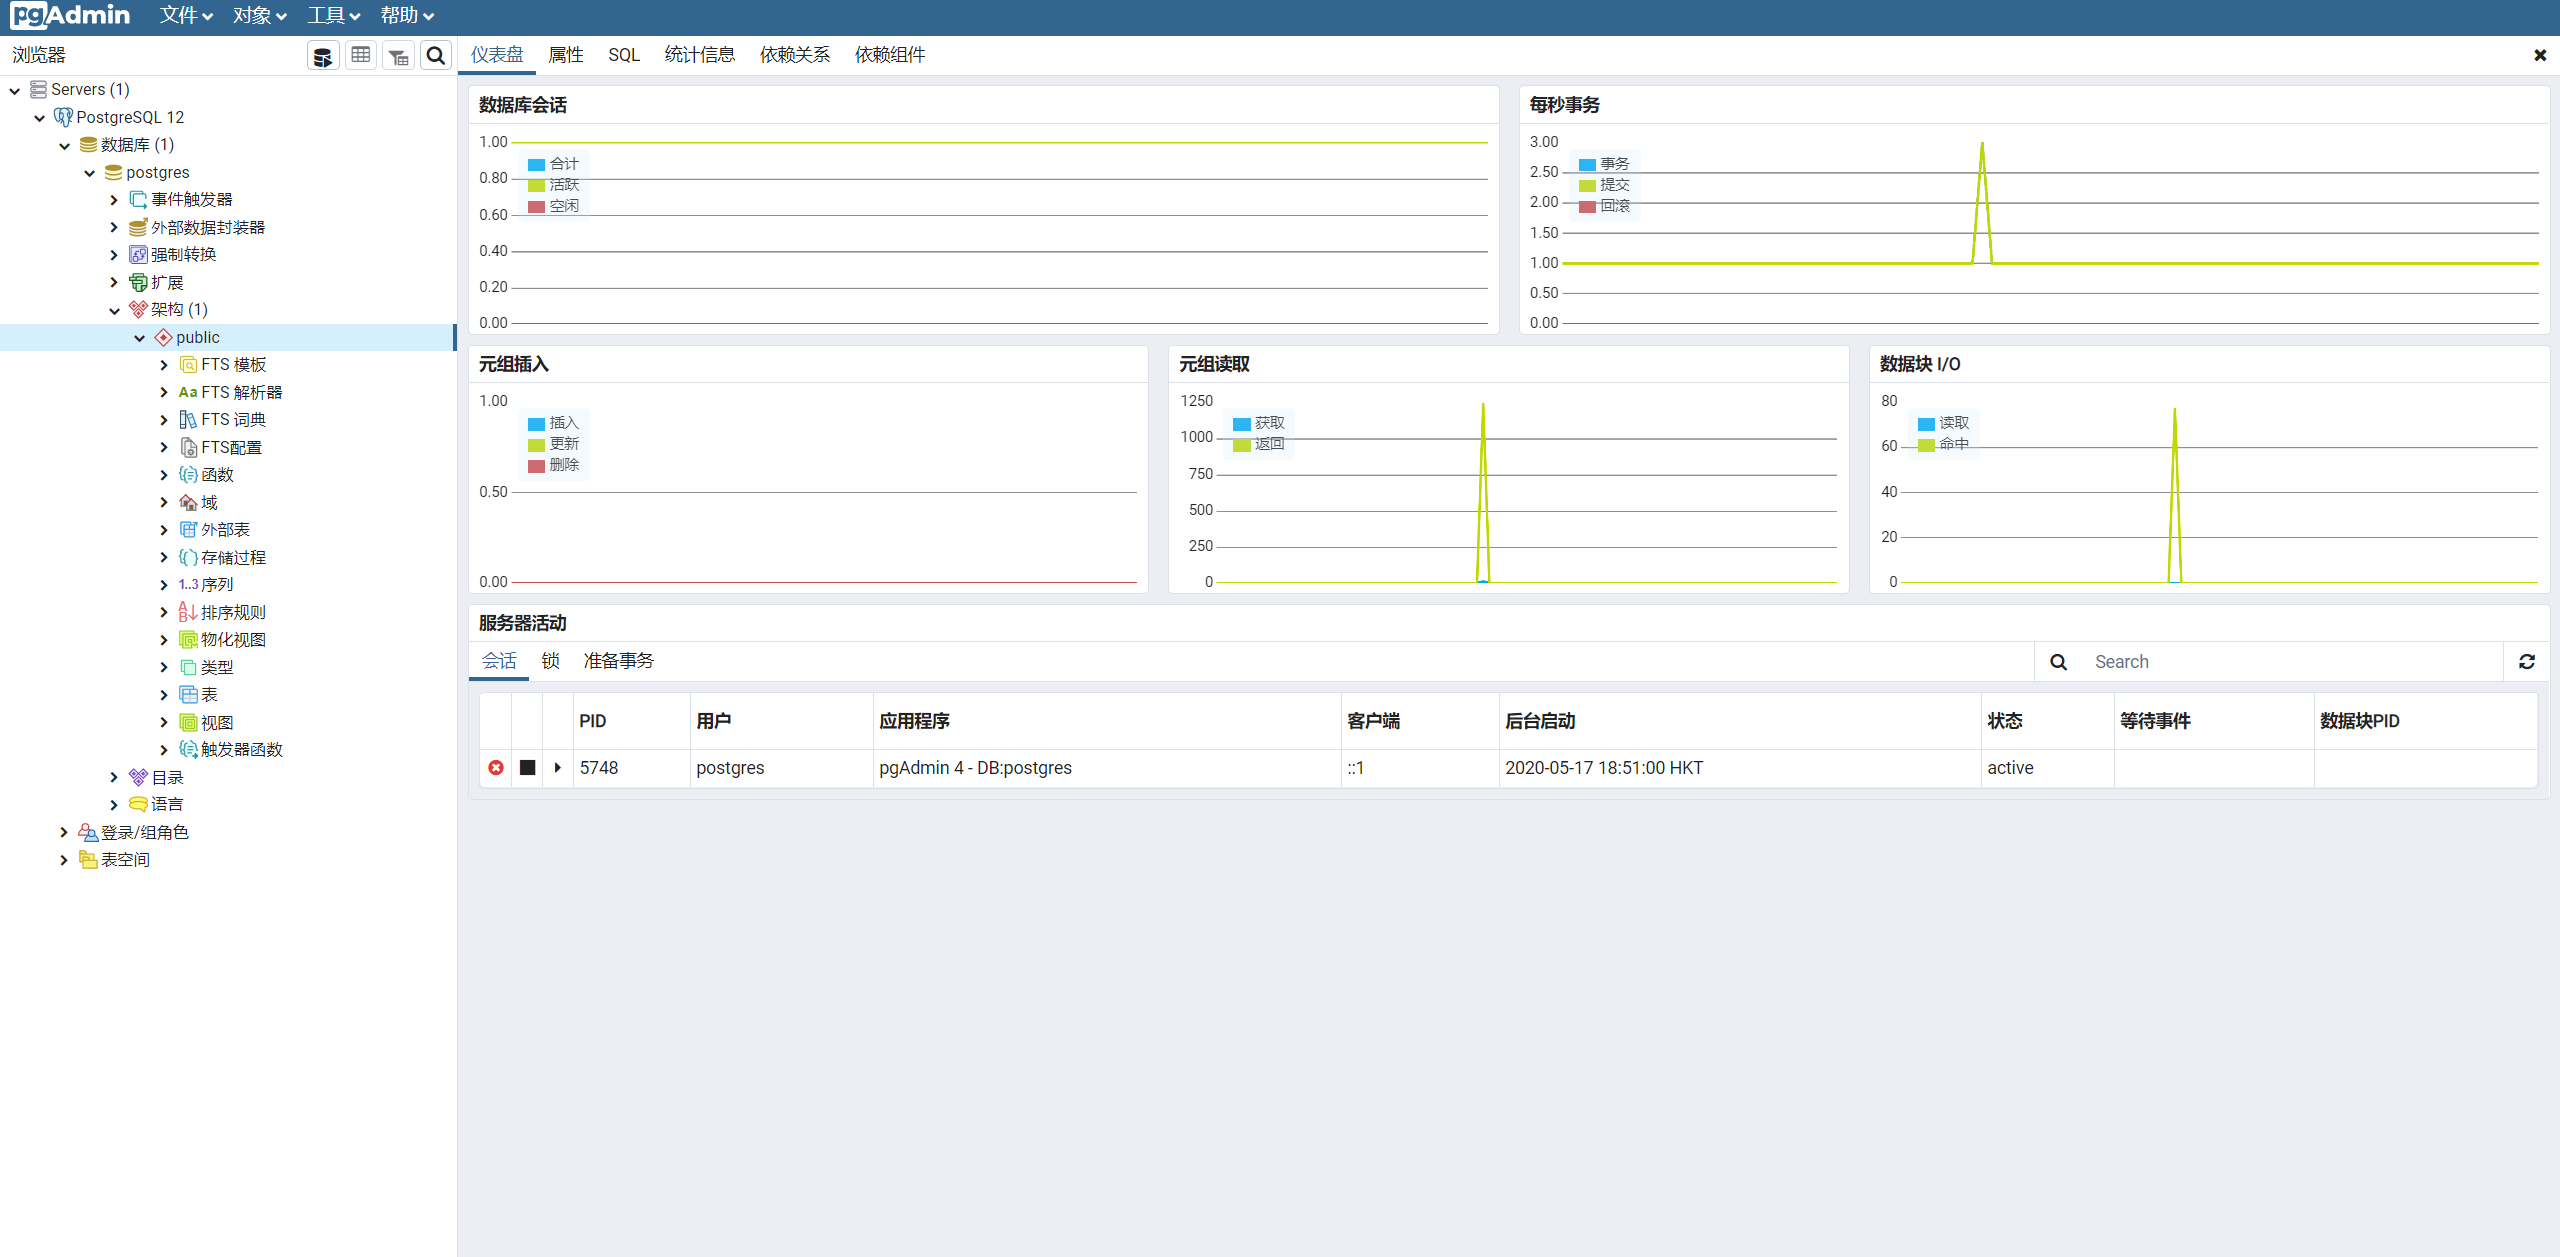 pgAdmin 文件 对象 工具 帮助
浏览器
仪表盘 属性 SQL 统计信息 依赖关系 依赖组件
Servers (1)
PostgreSQL 12
数据库 (1)
postgres
事件触发器
外部数据封装器
强制转换
扩展
架构 (1)
public
FTS 模板
Aa FTS 解析器
FTS 词典
FTS配置
函数
域
外部表
存储过程
1..3 序列
排序规则
物化视图
类型
表
视图
触发器函数
目录
语言
登录/组角色
表空间
数据库会话
1.00
0.80
0.60
0.40
0.20
0.00
合计
活跃
空闲
每秒事务
3.00
2.50
2.00
1.50
1.00
0.50
0.00
事务
提交
回滚
元组插入
1.00
0.50
0.00
插入
更新
删除
元组读取
1250
1000
750
500
250
0
获取
返回
数据块 I/O
80
60
40
20
0
读取
命中
服务器活动
会话 锁 准备事务 Search
PID 用户 应用程序 客户端 后台启动 状态 等待事件 数据块PID
5748 postgres pgAdmin 4 - DB:postgres ::1 2020-05-17 18:51:00 HKT active